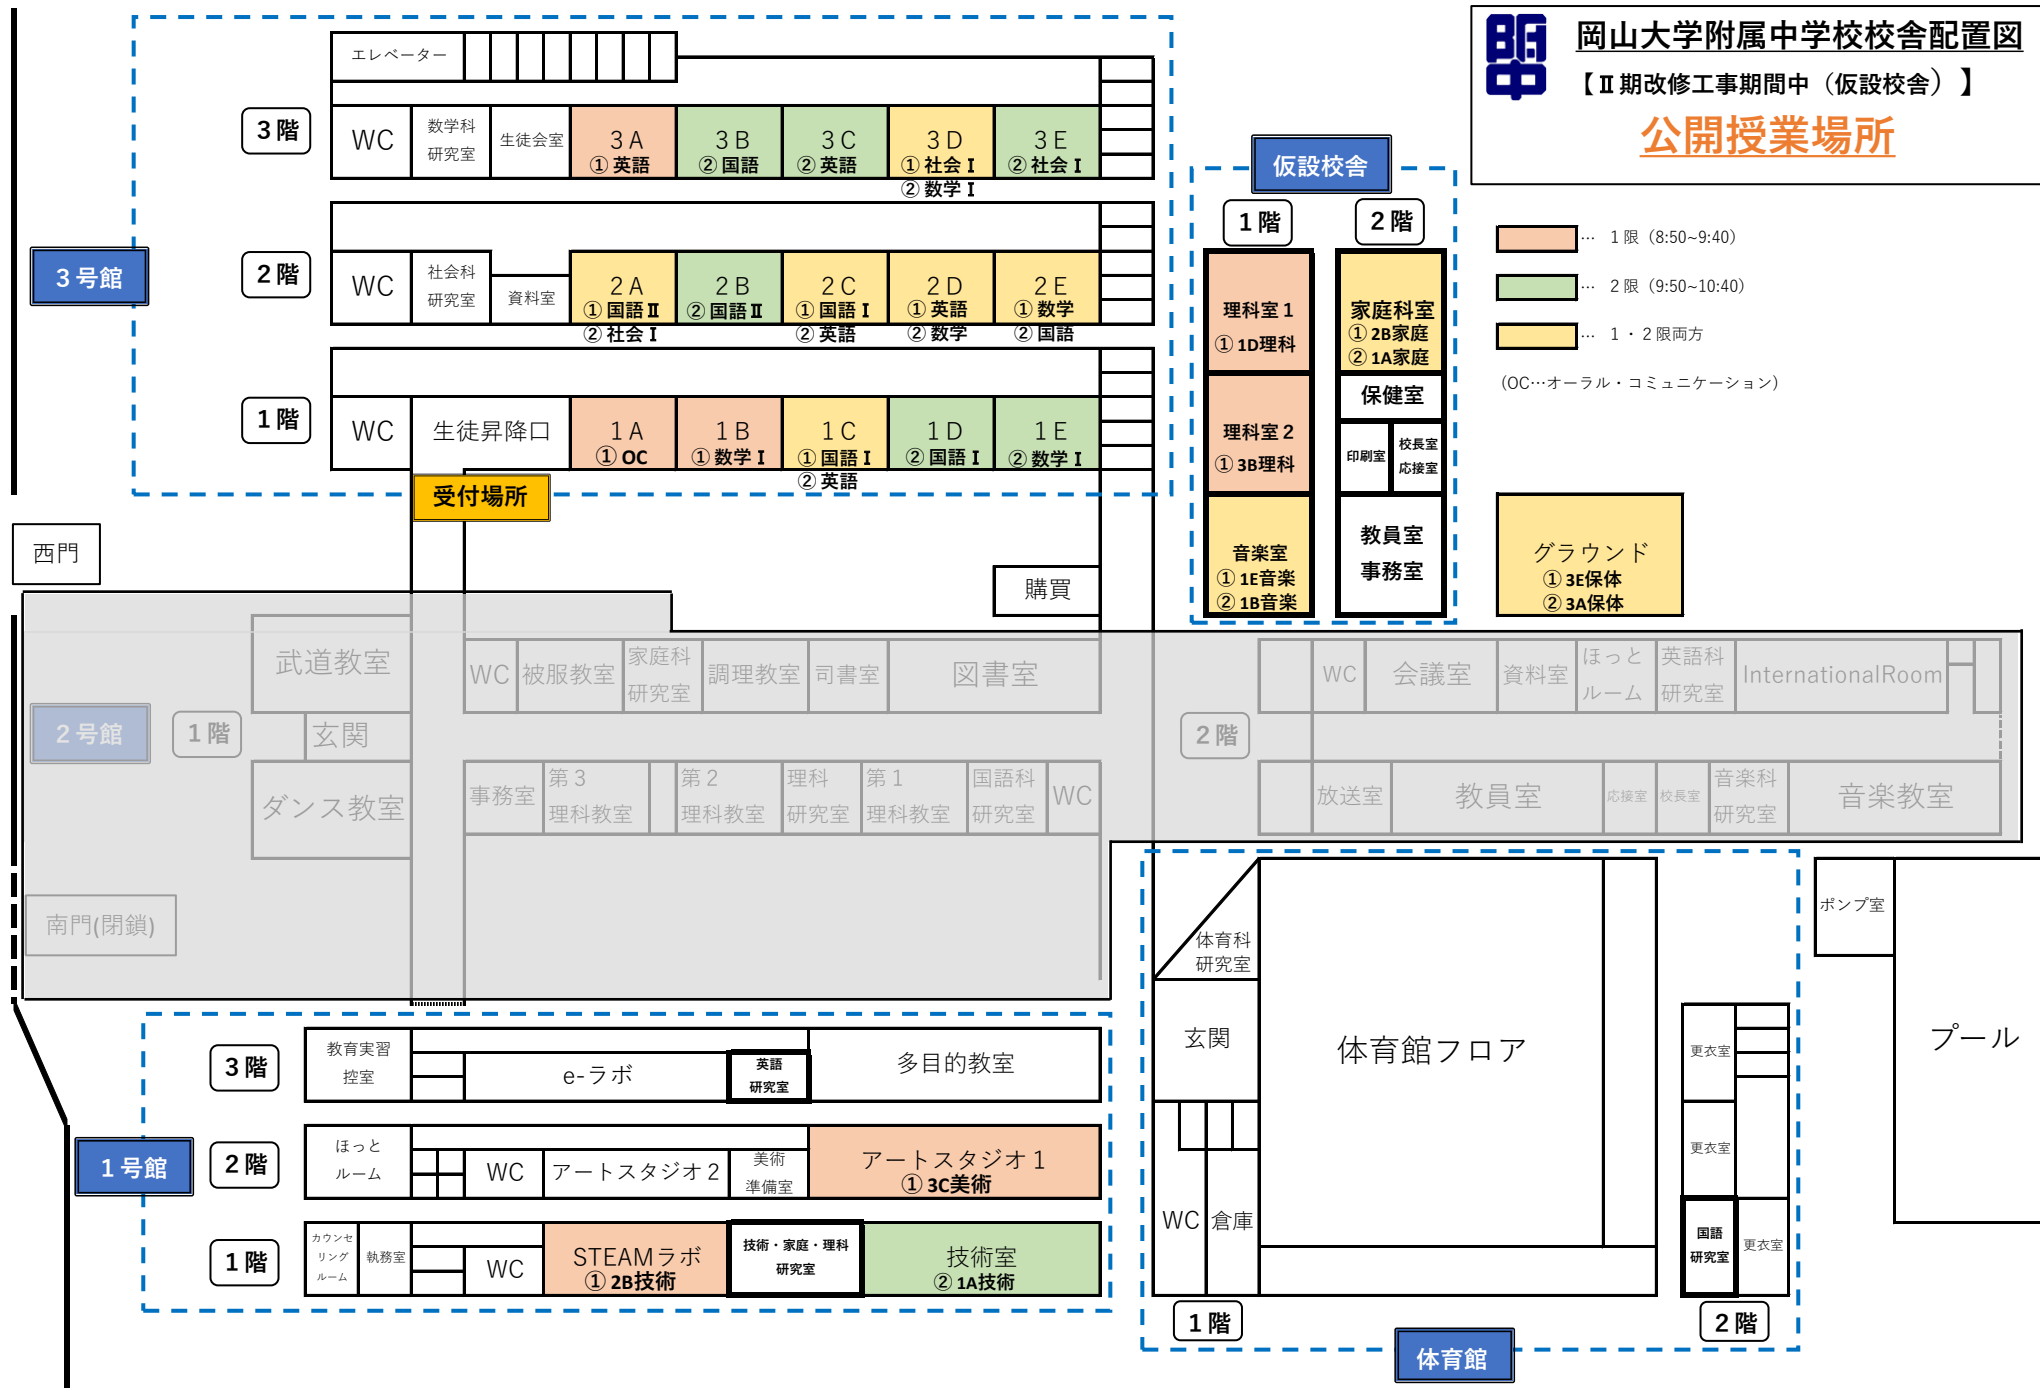 附中
岡山大学附属中学校校舎配置図
【Ⅱ期改修工事期間中（仮設校舎）】
公開授業場所
… 1限（8:50~9:40）
… 2限（9:50~10:40）
… 1・2限両方
(OC…オーラル・コミュニケーション)
3号館
3階
エレベーター
WC
数学科
研究室
生徒会室
3A
①英語
3B
②国語
3C
②英語
3D
①社会Ⅰ
②数学Ⅰ
3E
②社会Ⅰ
2階
WC
社会科
研究室
資料室
2A
①国語Ⅱ
②社会Ⅰ
2B
②国語Ⅱ
2C
①国語Ⅰ
②英語
2D
①英語
②数学
2E
①数学
②国語
1階
WC
生徒昇降口
1A
①OC
1B
①数学Ⅰ
1C
①国語Ⅰ
②英語
1D
②国語Ⅰ
1E
②数学Ⅰ
受付場所
仮設校舎
1階
理科室1
①1D理科
理科室2
①3B理科
音楽室
①1E音楽
②1B音楽
2階
家庭科室
①2B家庭
②1A家庭
保健室
印刷室
校長室
応接室
教員室
事務室
グラウンド
①3E保体
②3A保体
西門
購買
2号館
1階
武道教室
玄関
ダンス教室
WC
被服教室
家庭科
研究室
調理教室
司書室
図書室
事務室
第3
理科教室
第2
理科教室
理科
研究室
第1
理科教室
国語科
研究室
WC
2階
WC
会議室
資料室
ほっと
ルーム
英語科
研究室
InternationalRoom
放送室
教員室
応接室
校長室
音楽科
研究室
音楽教室
南門(閉鎖)
1号館
3階
教育実習
控室
e-ラボ
英語
研究室
多目的教室
2階
ほっと
ルーム
WC
アートスタジオ2
美術
準備室
アートスタジオ1
①3C美術
1階
カウンセ
リング
ルーム
執務室
WC
STEAMラボ
①2B技術
技術・家庭・理科
研究室
技術室
②1A技術
体育科
研究室
玄関
体育館フロア
WC
倉庫
1階
更衣室
更衣室
国語
研究室
更衣室
2階
体育館
ポンプ室
プール